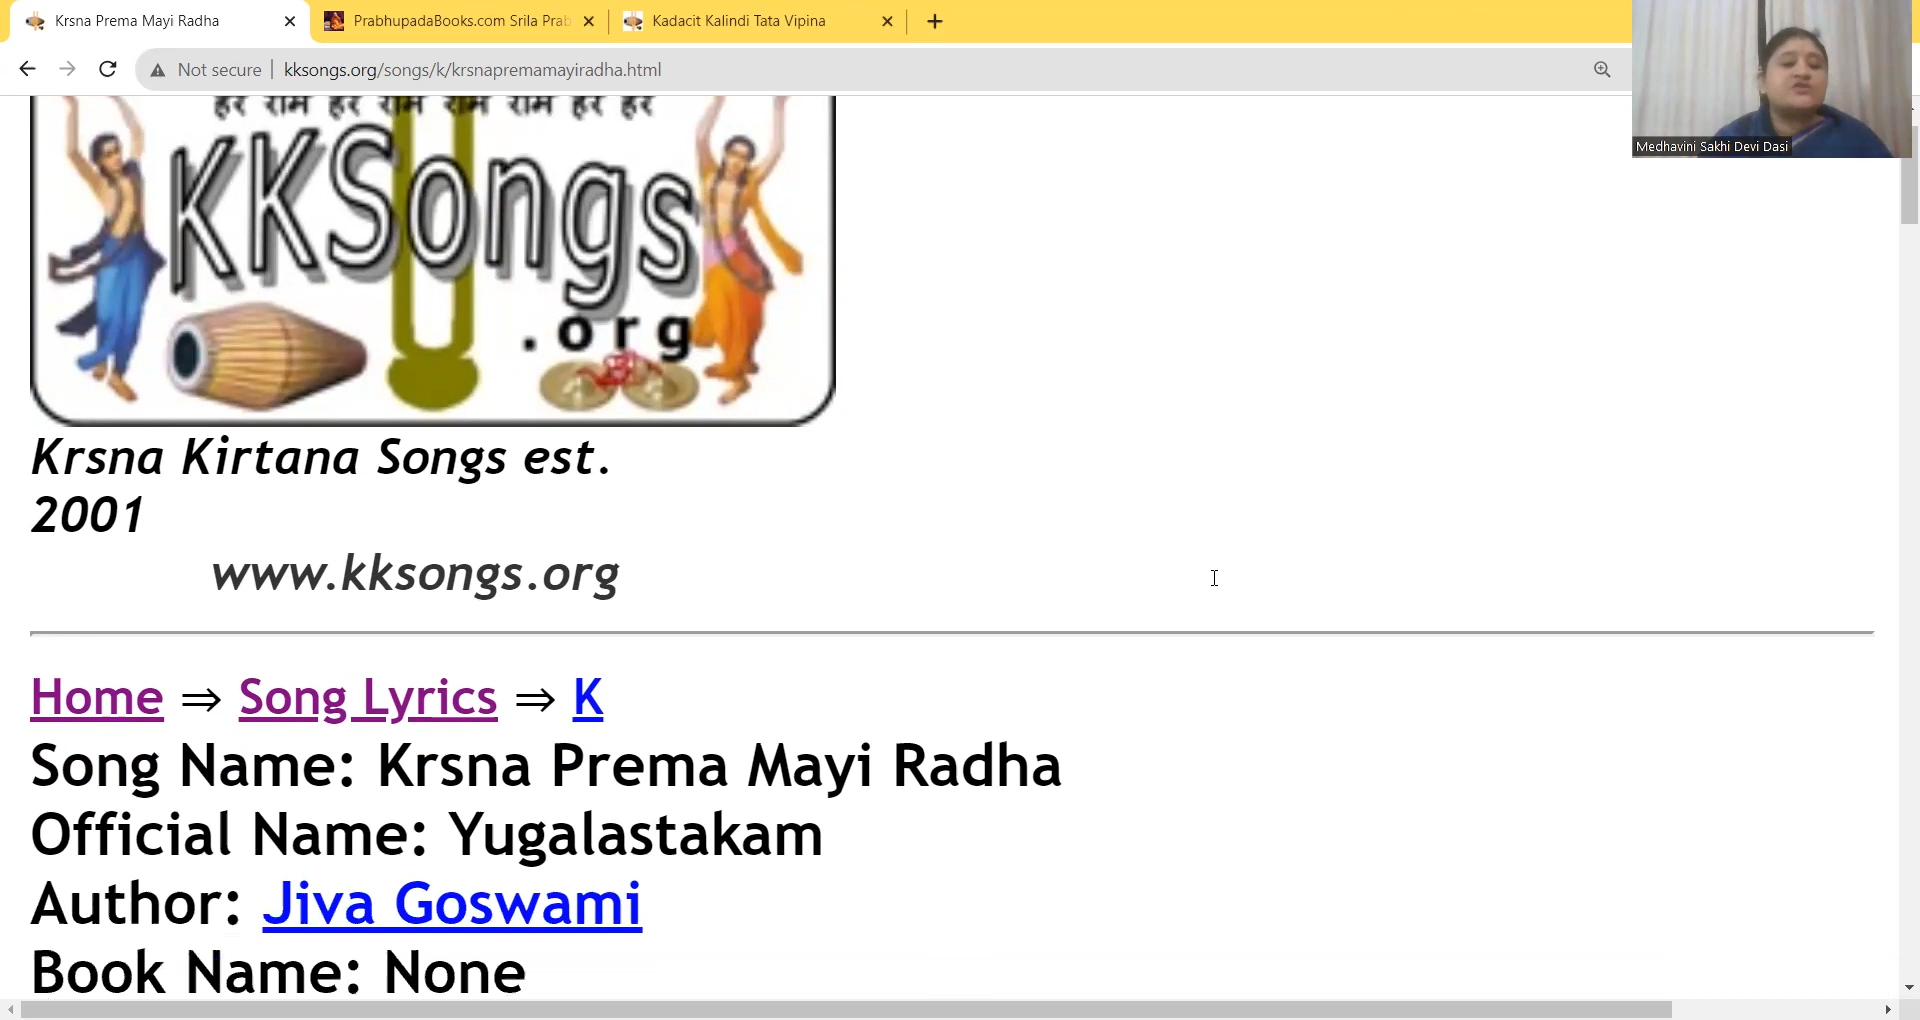 Krsna Prema Mayi Radha
PrabhupadaBooks.com Srila Prab
Kadacit Kalindi Tata Vipina
Not secure
kksongs.org/songs/k/krsnapremamayiradha.html
Medhavini Sakhi Devi Dasi
हरे राम हरे राम राम राम हरे हरे
KKSongs
.org
Krsna Kirtana Songs est.
2001
www.kksongs.org
Home ⇒ Song Lyrics ⇒ K
Song Name: Krsna Prema Mayi Radha
Official Name: Yugalastakam
Author: Jiva Goswami
Book Name: None